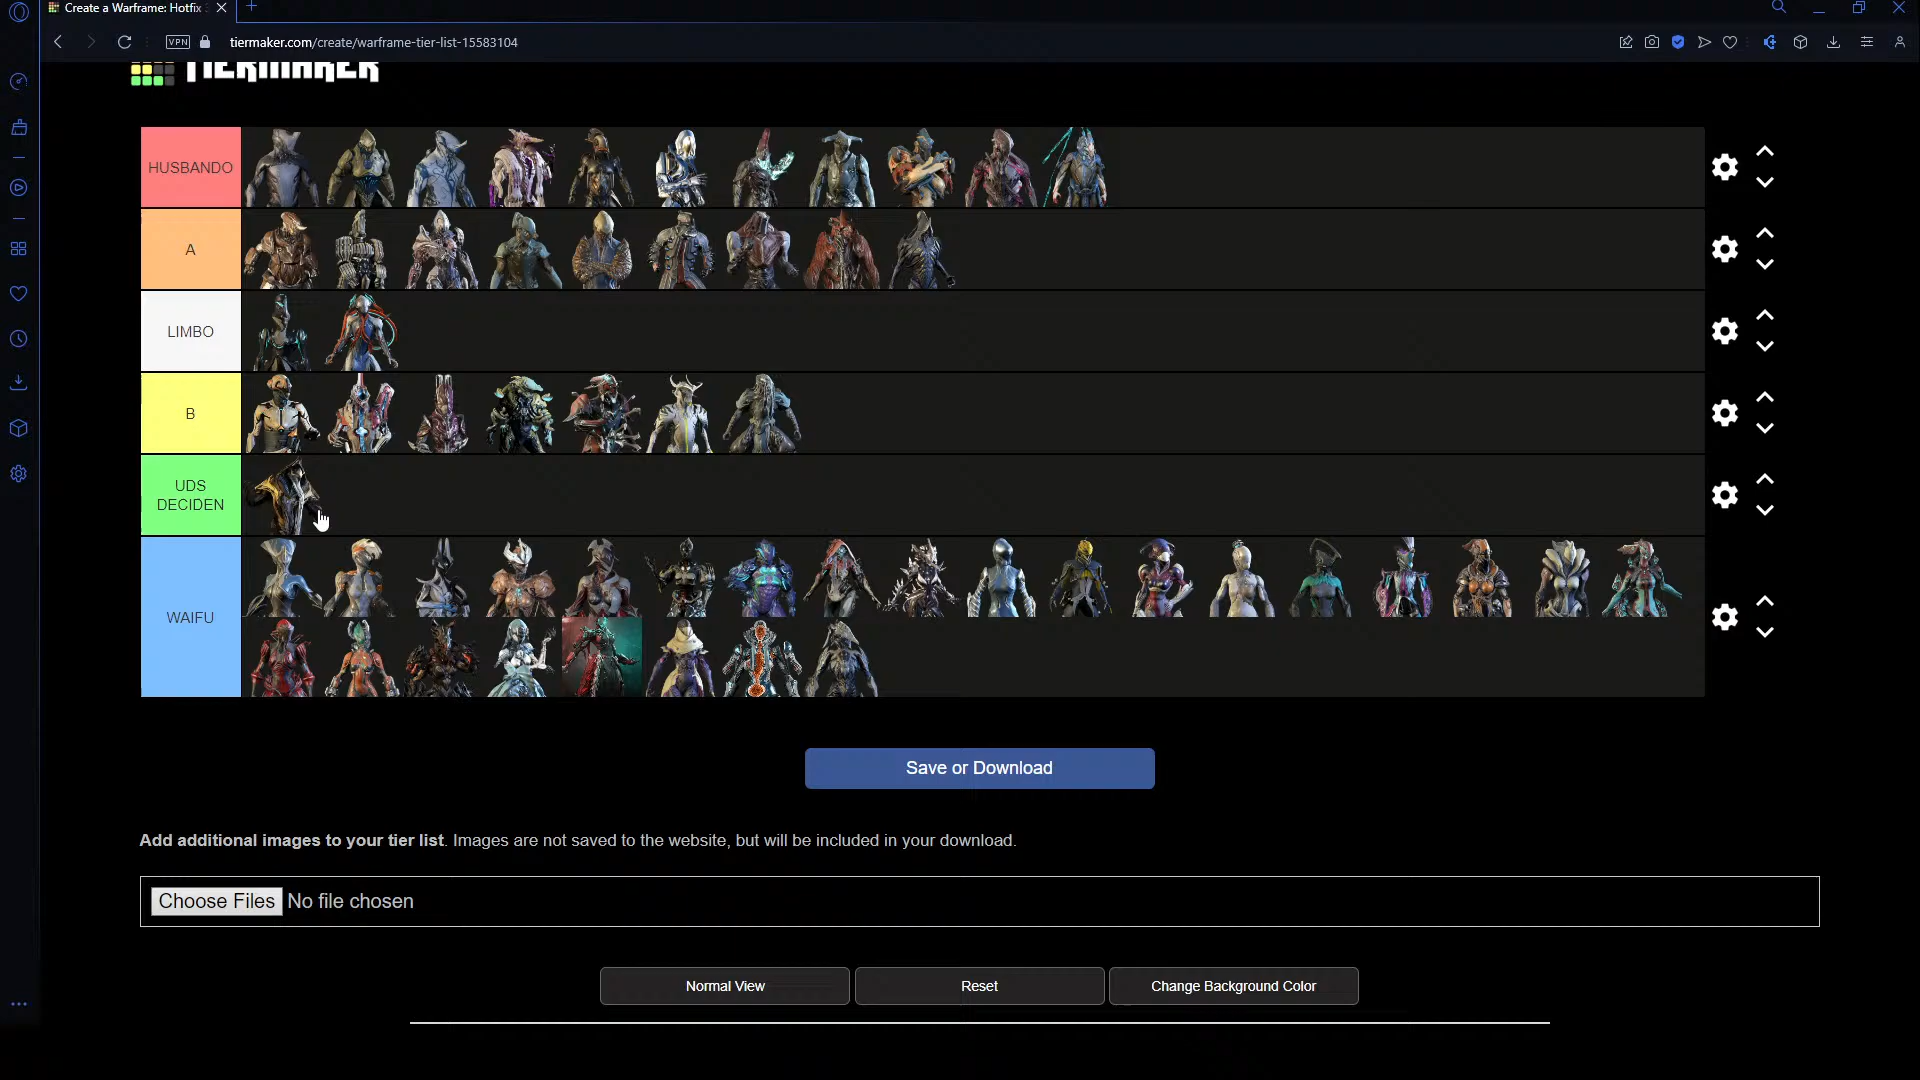 Create a Warframe: Hotfix
VPN
tiermaker.com/create/warframe-tier-list-15583104
TIERMAKER
HUSBANDO
A
LIMBO
B
UDS
DECIDEN
WAIFU
Save or Download
Add additional images to your tier list. Images are not saved to the website, but will be included in your download.
Choose Files No file chosen
Normal View
Reset
Change Background Color